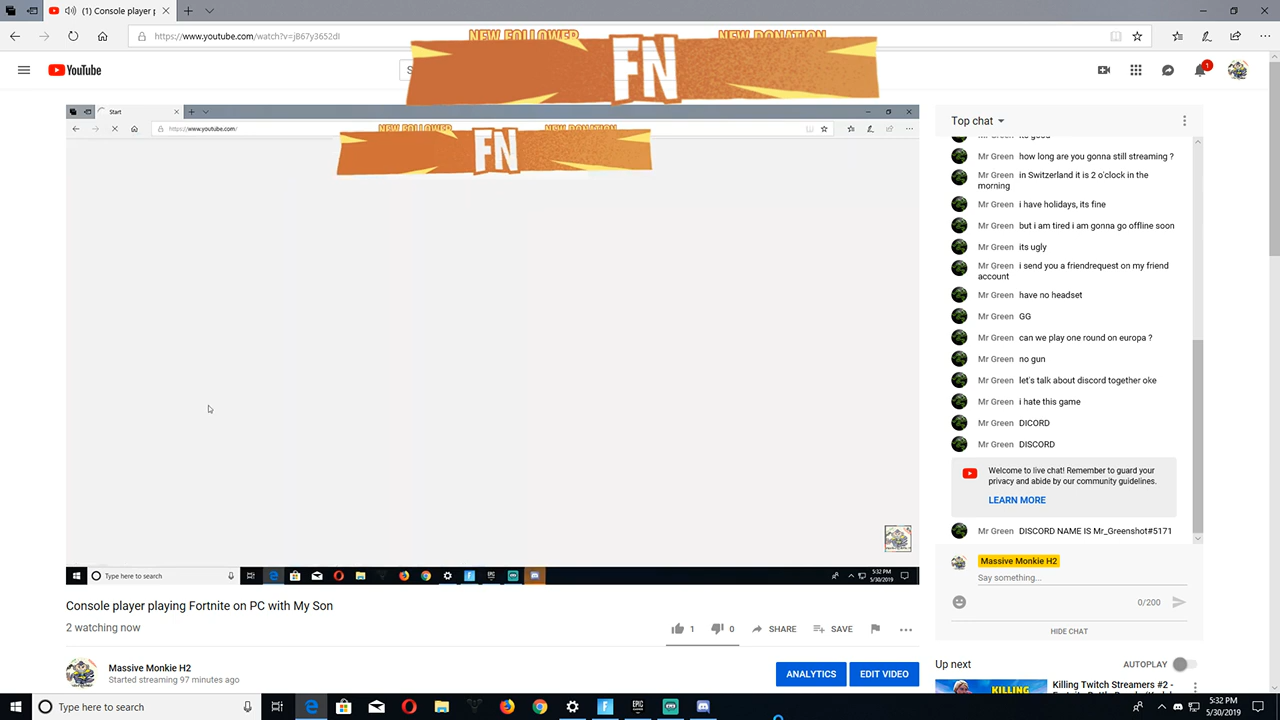 (1) Console player p
https://www.youtube.com/watch?v=j867y3652dI
NEW FOLLOWER
NEW DONATION
FN
YouTube
S
1
Start
https://www.youtube.com/
NEW FOLLOWER
NEW DONATION
FN
Type here to search
5:32 PM
5/30/2019
Top chat
its good
Mr Green how long are you gonna still streaming ?
Mr Green in Switzerland it is 2 o'clock in the
morning
Mr Green i have holidays, its fine
Mr Green but i am tired i am gonna go offline soon
Mr Green its ugly
Mr Green i send you a friendrequest on my friend
account
Mr Green have no headset
Mr Green GG
Mr Green can we play one round on europa ?
Mr Green no gun
Mr Green let's talk about discord together oke
Mr Green i hate this game
Mr Green DICORD
Mr Green DISCORD
Welcome to live chat! Remember to guard your
privacy and abide by our community guidelines.
LEARN MORE
Mr Green DISCORD NAME IS Mr_Greenshot#5171
Massive Monkie H2
Say something...
0/200
HIDE CHAT
Console player playing Fortnite on PC with My Son
2 watching now
1
0
SHARE
SAVE
Massive Monkie H2
Started streaming 97 minutes ago
ANALYTICS
EDIT VIDEO
Up next
AUTOPLAY
KILLING
Killing Twitch Streamers #2 -
Type here to search
F
EPIC
5:32 PM
5/30/2019